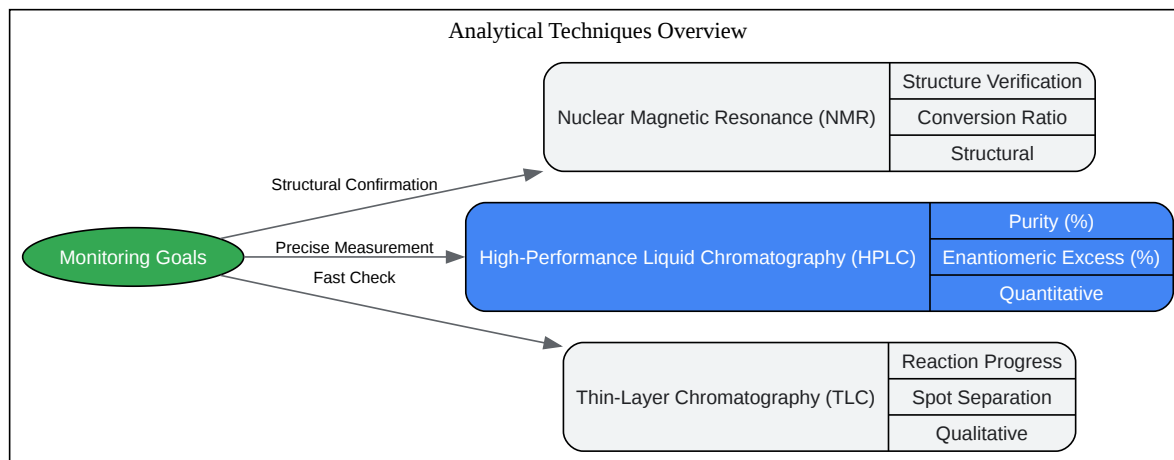 Analytical Techniques Overview
Nuclear Magnetic Resonance (NMR)
Structure Verification
Conversion Ratio
Structural
Structural Confirmation
Monitoring Goals
Precise Measurement
Fast Check
High-Performance Liquid Chromatography (HPLC)
Purity (%)
Enantiomeric Excess (%)
Quantitative
Thin-Layer Chromatography (TLC)
Reaction Progress
Spot Separation
Qualitative